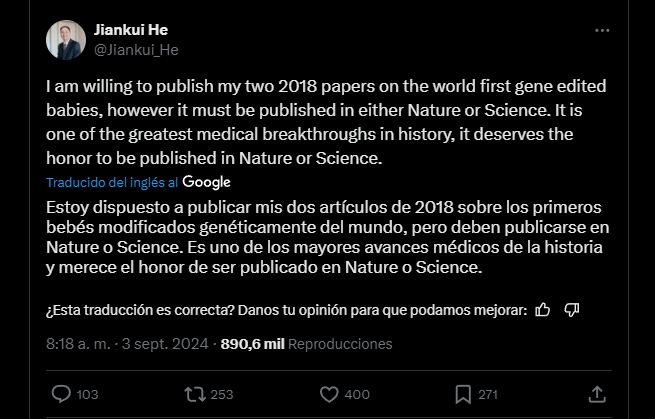 Jiankui He
@Jiankui_He
I am willing to publish my two 2018 papers on the world first gene edited
babies, however it must be published in either Nature or Science. It is
one of the greatest medical breakthroughs in history, it deserves the
honor to be published in Nature or Science.
Traducido del inglés al Google
Estoy dispuesto a publicar mis dos artículos de 2018 sobre los primeros
bebés modificados genéticamente del mundo, pero deben publicarse en
Nature o Science. Es uno de los mayores avances médicos de la historia
y merece el honor de ser publicado en Nature o Science.
¿Esta traducción es correcta? Danos tu opinión para que podamos mejorar:
8:18 a. m. · 3 sept. 2024 · 890,6 mil Reproducciones
103 253 400 271